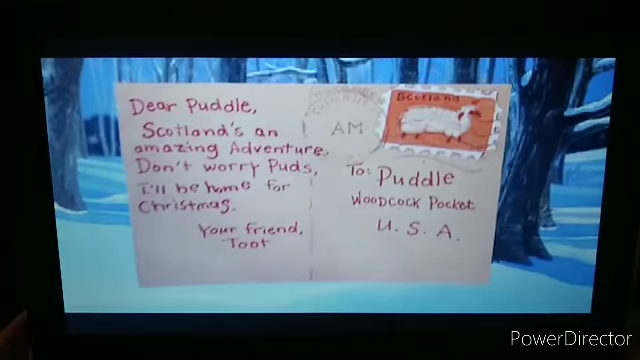 Dear Puddle,
Scotland's an
amazing Adventure.
Don't worry Puds,
I'll be home for
Christmas.
Your friend,
Toot
AM
Scotland
To: Puddle
Woodcock Pocket
U.S.A.
PowerDirector